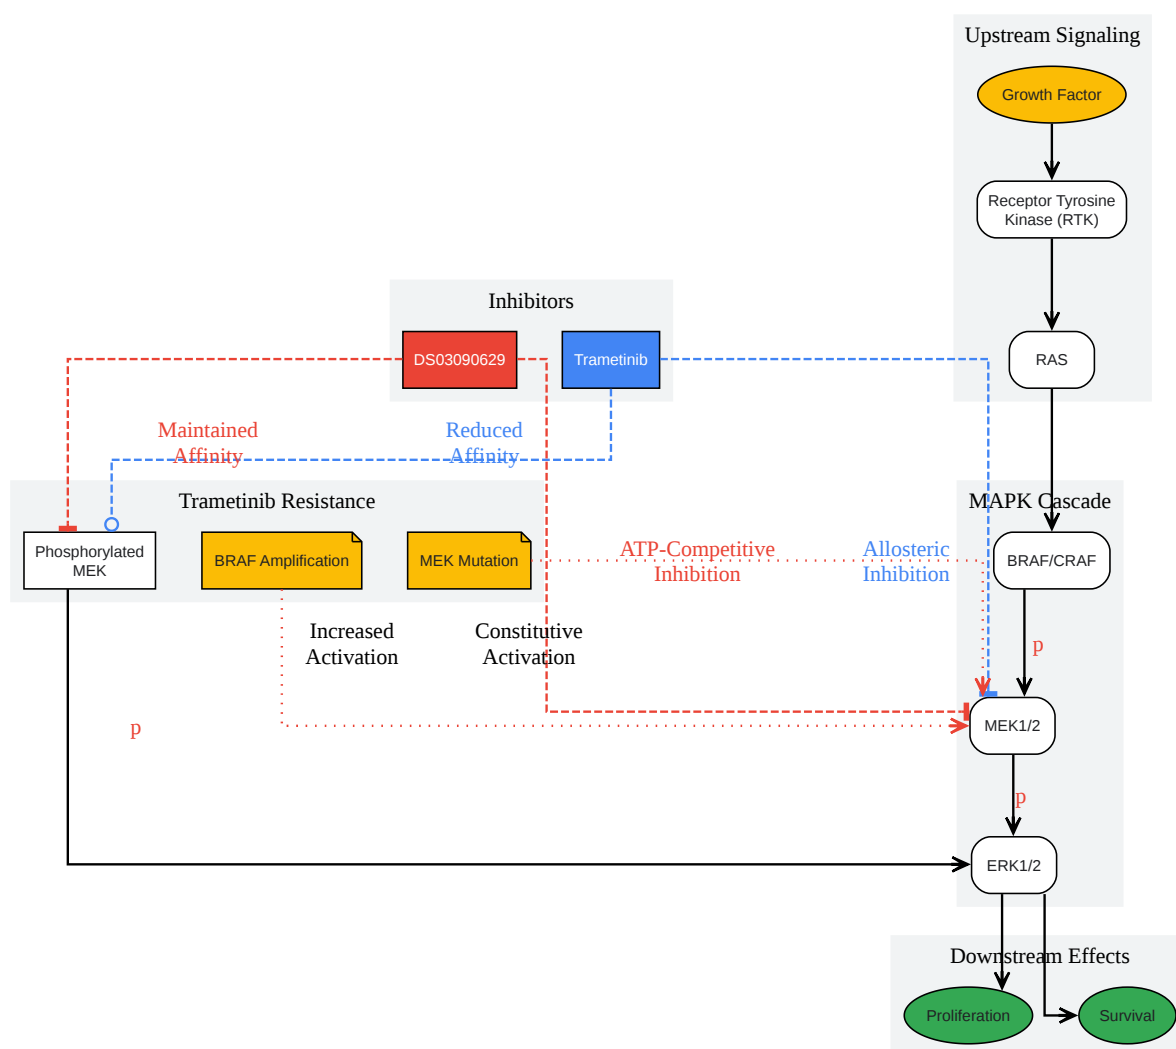 Upstream Signaling
Growth Factor
Receptor Tyrosine
Kinase (RTK)
Inhibitors
DS03090629
Trametinib
RAS
Maintained
Affinity
Reduced
Affinity
Trametinib Resistance
MAPK Cascade
Phosphorylated
MEK
BRAF Amplification
MEK Mutation
ATP-Competitive
Inhibition
Allosteric
Inhibition
BRAF/CRAF
Increased
Activation
Constitutive
Activation
p
p
MEK1/2
p
ERK1/2
Downstream Effects
Proliferation
Survival